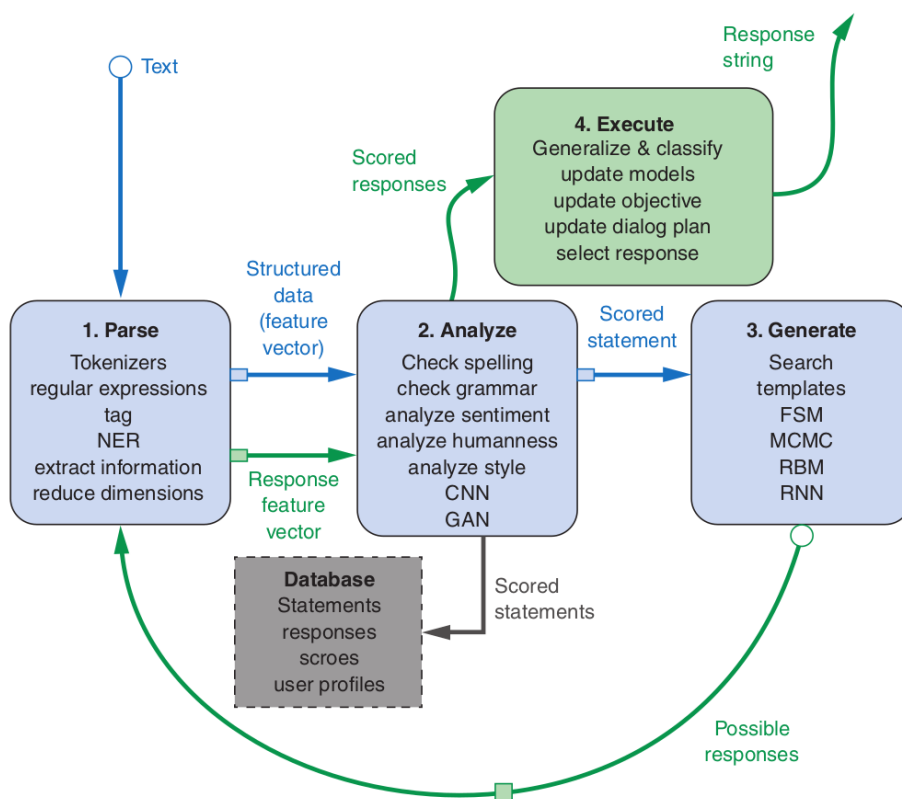 Text
Response
string
4. Execute
Generalize & classify
update models
update objective
update dialog plan
select response
Scored
responses
Structured
data
(feature
vector)
Scored
statement
1. Parse
Tokenizers
regular expressions
tag
NER
extract information
reduce dimensions
2. Analyze
Check spelling
check grammar
analyze sentiment
analyze humanness
analyze style
CNN
GAN
3. Generate
Search
templates
FSM
MCMC
RBM
RNN
Response
feature
vector
Database
Statements
responses
scroes
user profiles
Scored
statements
Possible
responses